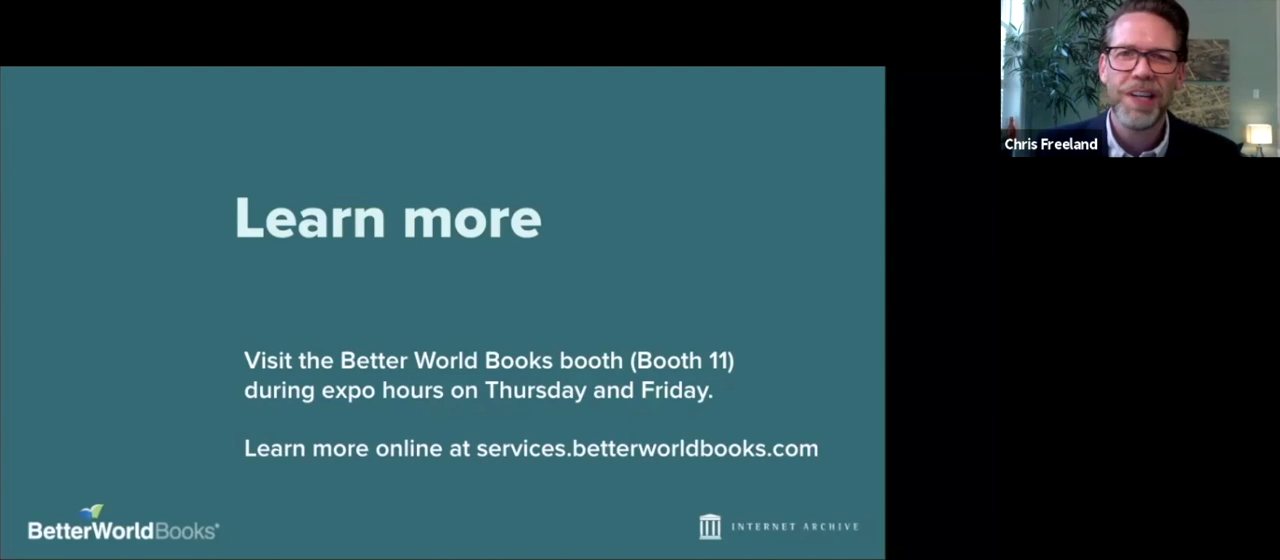 Chris Freeland
Learn more
Visit the Better World Books booth (Booth 11)
during expo hours on Thursday and Friday.
Learn more online at services.betterworldbooks.com
BetterWorldBooks
INTERNET ARCHIVE